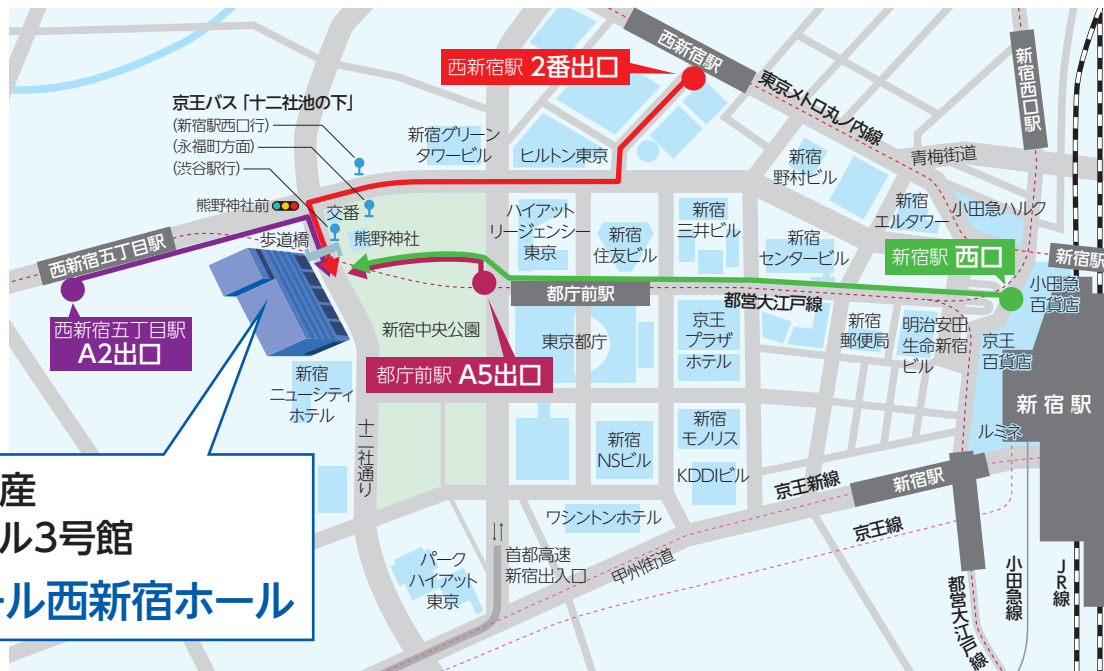 西新宿駅
西新宿駅 2番出口
新宿西口駅
東京メトロ丸ノ内線
京王バス「十二社池の下」
(新宿駅西口行)
(永福町方面)
(渋谷駅行)
新宿グリーン
タワービル
ヒルトン東京
新宿
野村ビル
青梅街道
熊野神社前
交番
歩道橋
熊野神社
ハイアット
リージェンシー
東京
新宿
住友ビル
新宿
三井ビル
新宿
センタービル
新宿
エルタワー
小田急ハルク
新宿駅 西口
新宿駅
小田急
百貨店
西新宿五丁目駅
西新宿五丁目駅
A2出口
都庁前駅
都営大江戸線
新宿中央公園
東京都庁
京王
プラザ
ホテル
新宿
郵便局
明治安田
生命新宿
ビル
京王
百貨店
新宿
ニューシティ
ホテル
都庁前駅 A5出口
新宿駅
ルミネ
十二社通り
新宿
NSビル
新宿
モノリス
KDDIビル
京王新線
新宿駅
産
ル3号館
ル西新宿ホール
ワシントンホテル
京王線
パーク
ハイアット
東京
首都高速
新宿出入口
甲州街道
都営大江戸線
小田急線
JR線